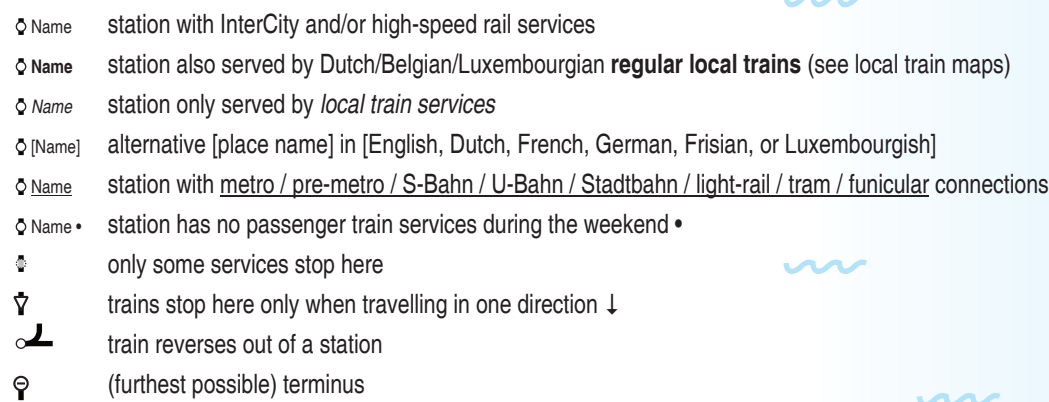 Name station with InterCity and/or high-speed rail services
Name station also served by Dutch/Belgian/Luxembourgian regular local trains (see local train maps)
Name station only served by local train services
[Name] alternative [place name] in [English, Dutch, French, German, Frisian, or Luxembourgish]
Name station with metro / pre-metro / S-Bahn / U-Bahn / Stadtbahn / light-rail / tram / funicular connections
Name • station has no passenger train services during the weekend •
only some services stop here
trains stop here only when travelling in one direction ↓
train reverses out of a station
(furthest possible) terminus